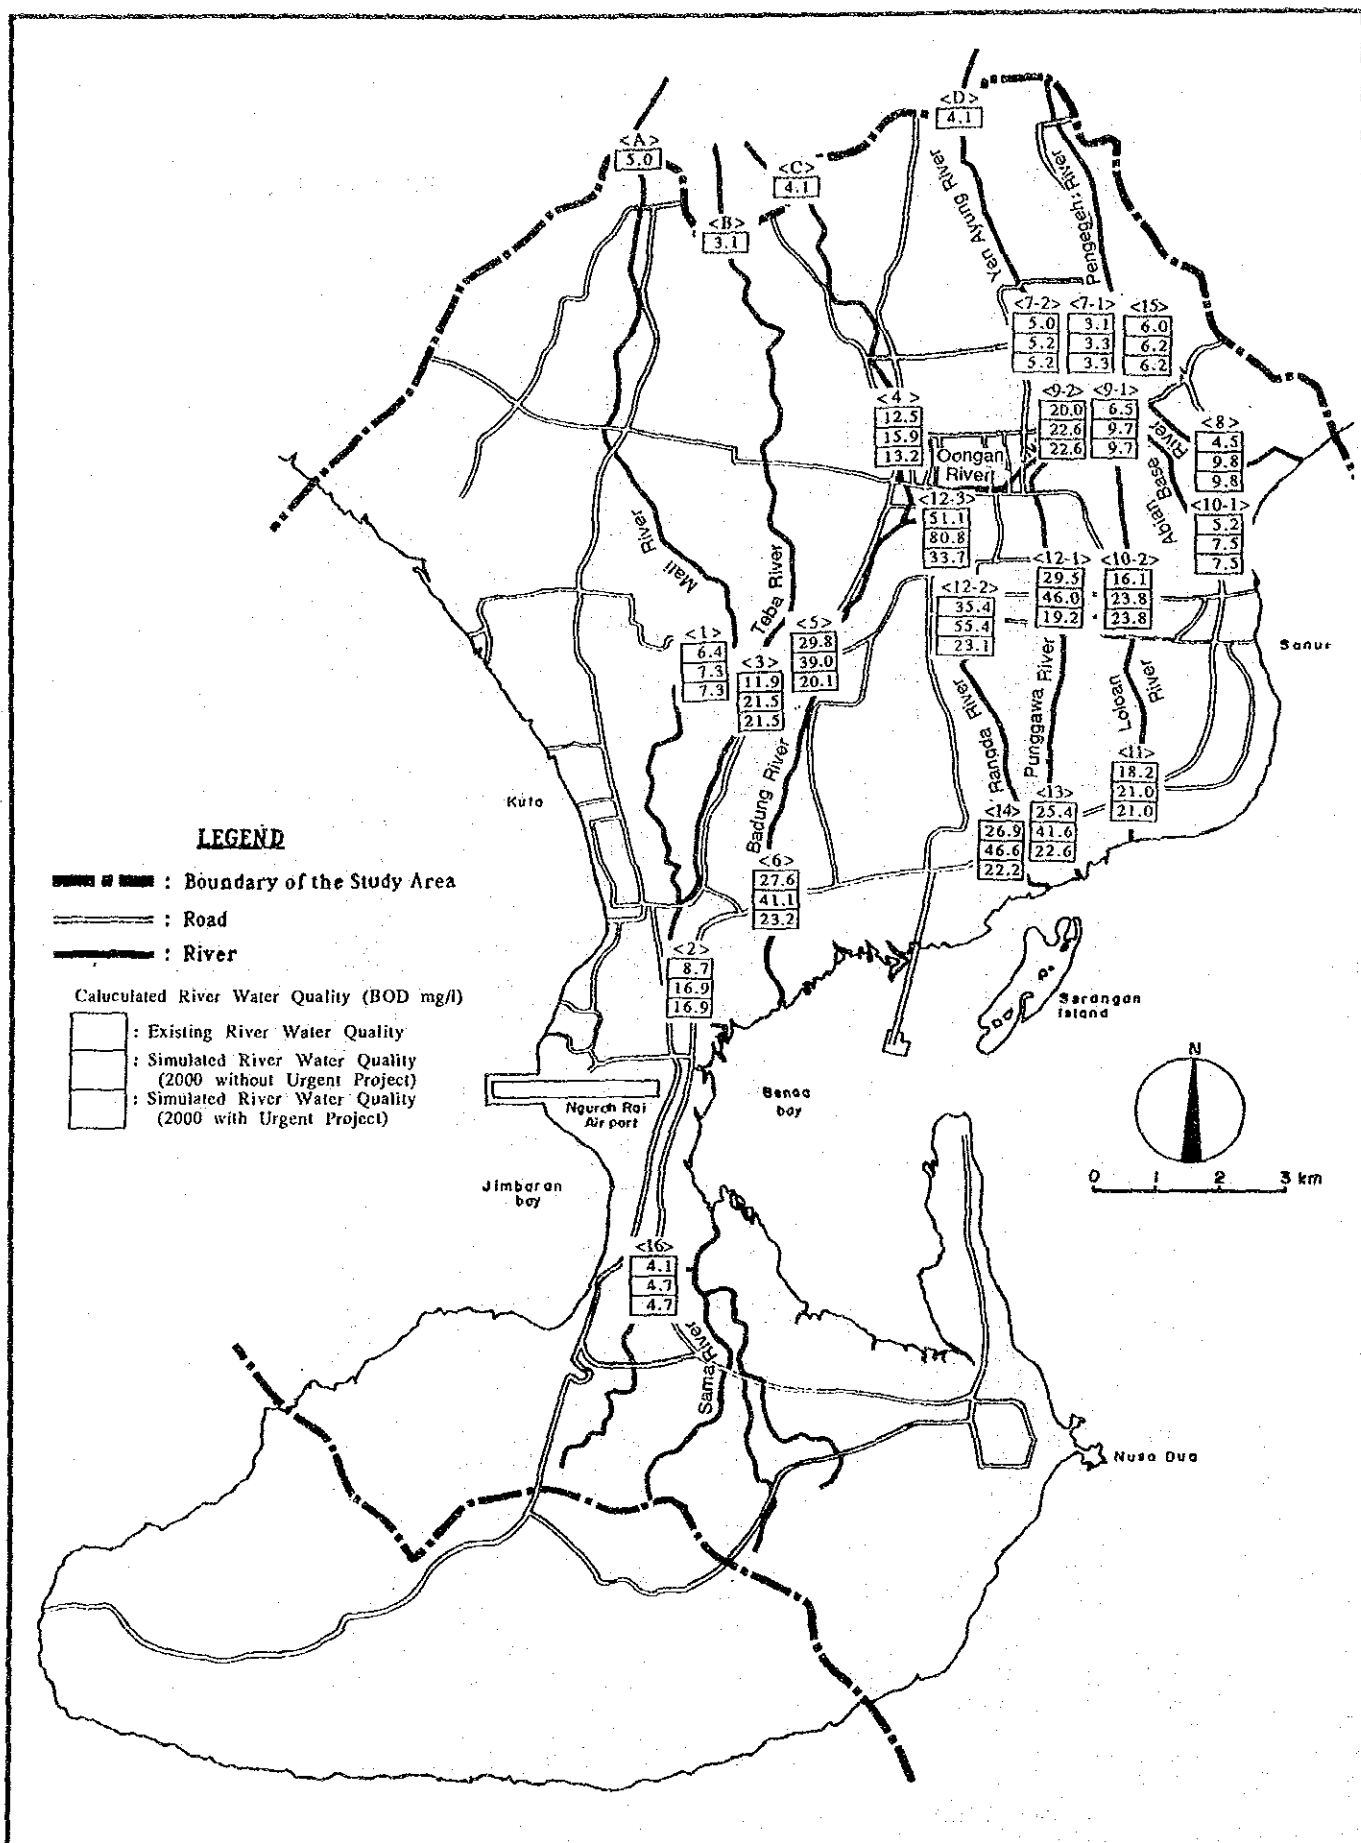 <D>
4.1
<A>
5.0
<C>
4.1
<B>
3.1
Yen Ayung River
Pengegeh River
<7-2> <7-1> <15>
5.0 3.1 6.0
5.2 3.3 6.2
5.2 3.3 6.2
<4>
12.5
15.9
13.2
<9-2> <9-1>
20.0 6.5
22.6 9.7
22.6 9.7
<8>
4.5
9.8
9.8
Oongan
River
Abian Base
River
<12-3>
51.1
80.8
33.7
<10-1>
5.2
7.5
7.5
Mati
River
Teba River
<12-1> <10-2>
29.5 16.1
46.0 23.8
19.2 23.8
<12-2>
35.4
55.4
23.1
<1>
6.4
7.3
7.3
<5>
29.8
39.0
20.1
<3>
11.9
21.5
21.5
Sanur
Badung River
Rangda River
Punggawa River
Loloan
River
<11>
18.2
21.0
21.0
Kuta
<14>
26.9
46.6
22.2
<13>
25.4
41.6
22.6
<6>
27.6
41.1
23.2
LEGEND
: Boundary of the Study Area
: Road
: River
Caluculated River Water Quality (BOD mg/l)
: Existing River Water Quality
: Simulated River Water Quality
(2000 without Urgent Project)
: Simulated River Water Quality
(2000 with Urgent Project)
<2>
8.7
16.9
16.9
Sarangan
Island
N
Ngurah Rai
Air port
Benoa
bay
0 1 2 3 km
Jimbaran
bay
<16>
4.1
4.7
4.7
Sama River
Nusa Dua